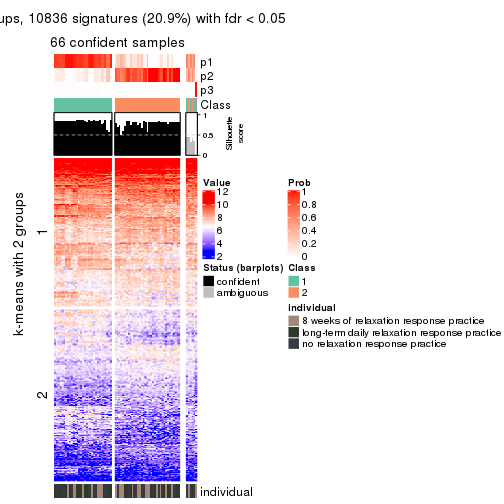 ups, 10836 signatures (20.9%) with fdr < 0.05
66 confident samples
p1
p2
p3
Class
1
0.5
0
Silhouette
score
k-means with 2 groups
1
2
Value
12
10
8
6
4
2
Prob
1
0.8
0.6
0.4
0.2
0
Status (barplots)
confident
ambiguous
Class
1
2
individual
8 weeks of relaxation response practice
long-term daily relaxation response practice
no relaxation response practice
individual